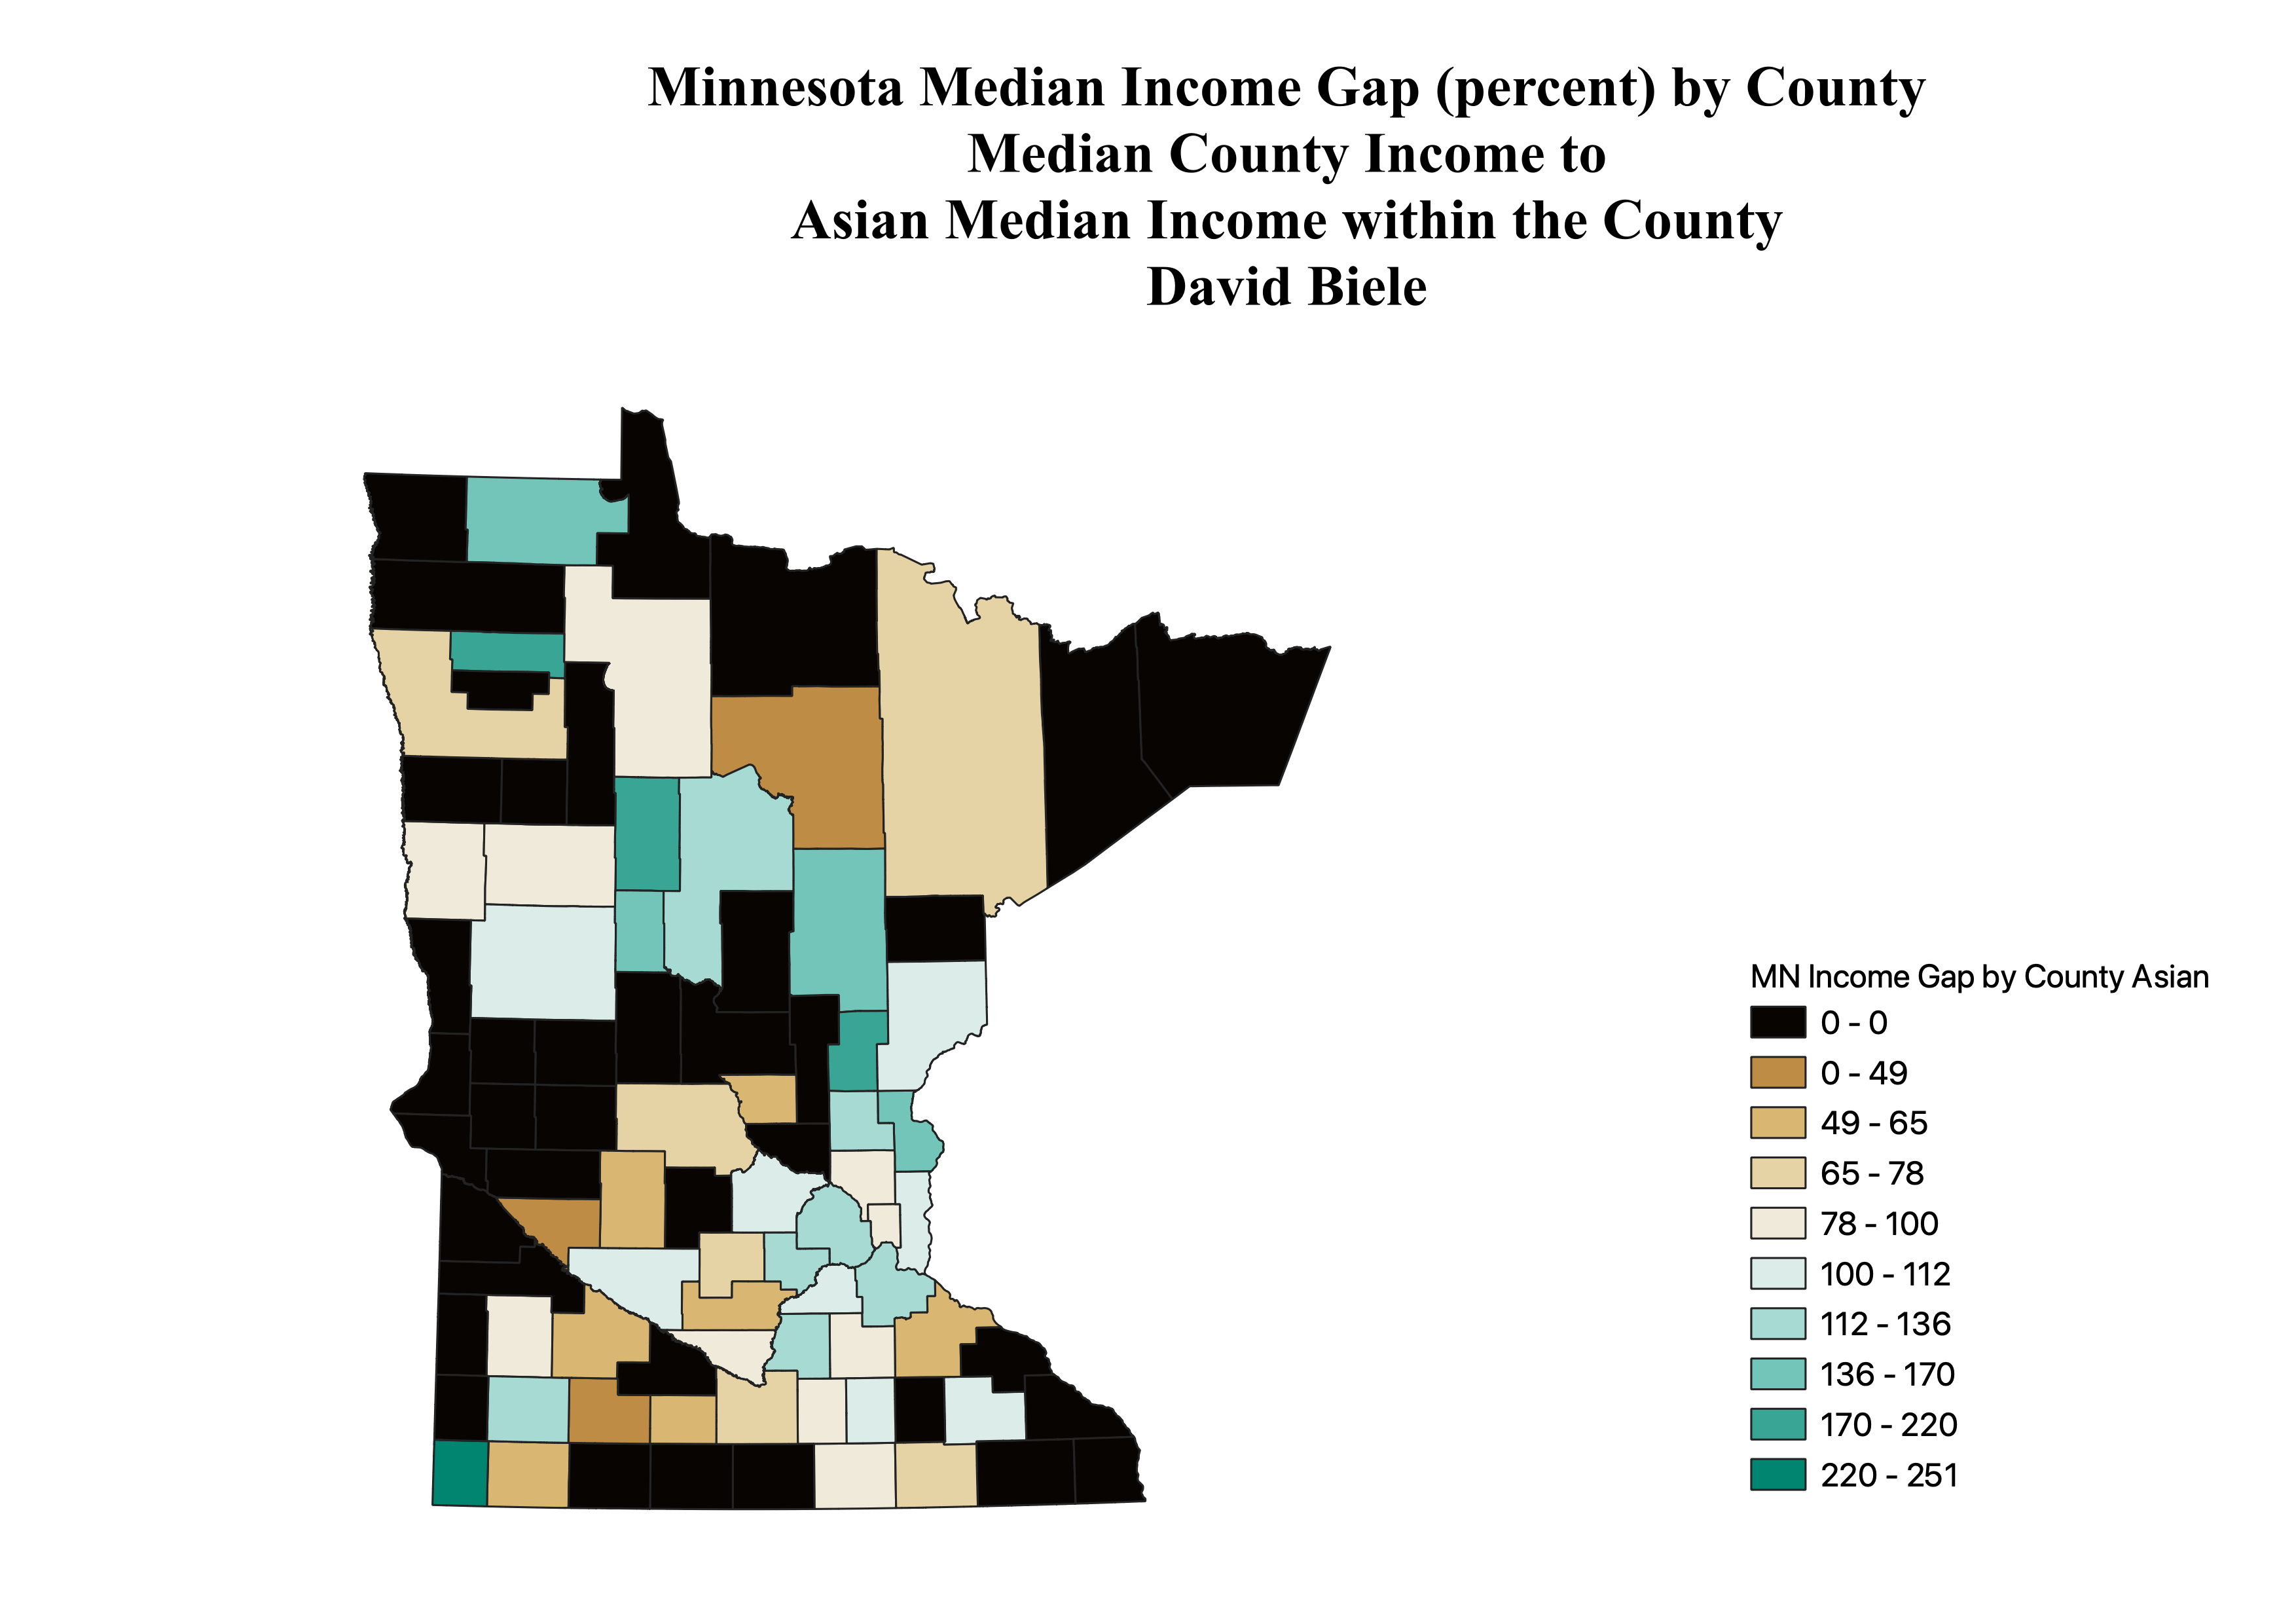 Minnesota Median Income Gap (percent) by County
Median County Income to
Asian Median Income within the County
David Biele
MN Income Gap by County Asian
0 - 0
0 - 49
49 - 65
65 - 78
78 - 100
100 - 112
112 - 136
136 - 170
170 - 220
220 - 251